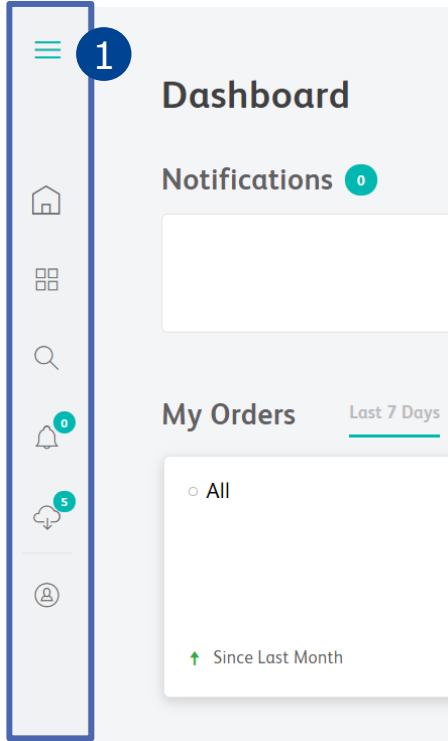 1
Dashboard
Notifications 0
My Orders Last 7 Days
0
All
5
Since Last Month